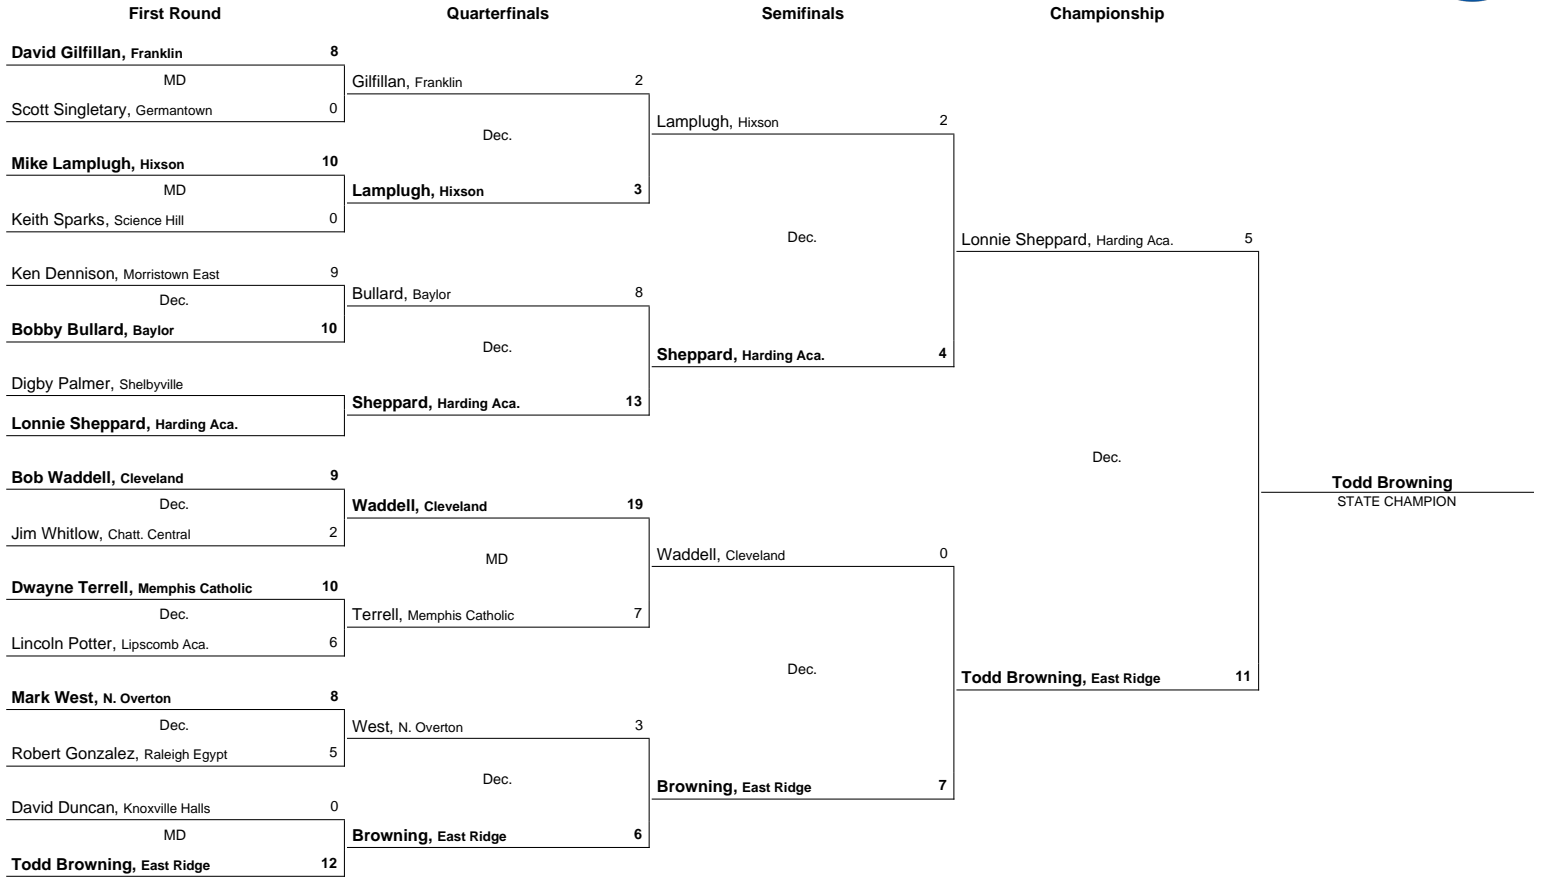 First Round Quarterfinals Semifinals Championship
David Gilfillan, Franklin 8
MD
Scott Singletary, Germantown 0
Mike Lamplugh, Hixson 10
MD
Keith Sparks, Science Hill 0
Ken Dennison, Morristown East 9
Dec.
Bobby Bullard, Baylor 10
Digby Palmer, Shelbyville
Lonnie Sheppard, Harding Aca.
Bob Waddell, Cleveland 9
Dec.
Jim Whitlow, Chatt. Central 2
Dwayne Terrell, Memphis Catholic 10
Dec.
Lincoln Potter, Lipscomb Aca. 6
Mark West, N. Overton 8
Dec.
Robert Gonzalez, Raleigh Egypt 5
David Duncan, Knoxville Halls 0
MD
Todd Browning, East Ridge 12
Gilfillan, Franklin 2
Dec.
Lamplugh, Hixson 3
Bullard, Baylor 8
Dec.
Sheppard, Harding Aca. 13
Waddell, Cleveland 19
MD
Terrell, Memphis Catholic 7
West, N. Overton 3
Dec.
Browning, East Ridge 6
Lamplugh, Hixson 2
Dec.
Sheppard, Harding Aca. 4
Waddell, Cleveland 0
Dec.
Browning, East Ridge 7
Lonnie Sheppard, Harding Aca. 5
Dec.
Todd Browning, East Ridge 11
Todd Browning
STATE CHAMPION